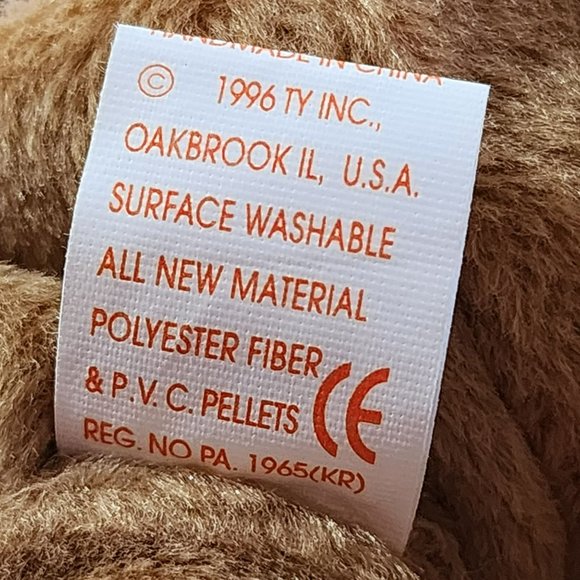 HANDMADE IN CHINA
© 1996 TY INC.,
OAKBROOK IL, U.S.A.
SURFACE WASHABLE
ALL NEW MATERIAL
POLYESTER FIBER
& P.V.C. PELLETS CE
REG. NO PA. 1965(KR)